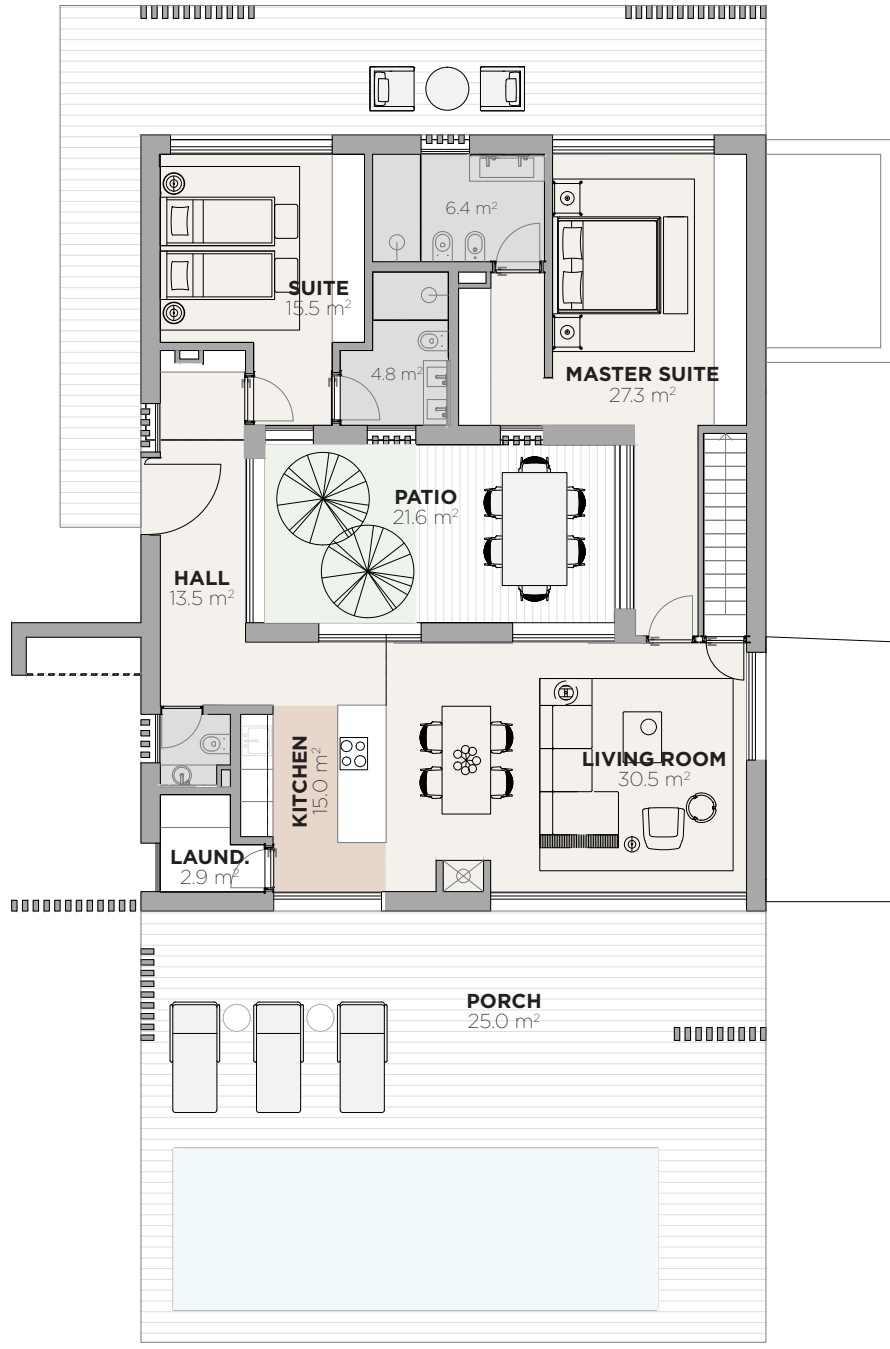 6.4 m²
SUITE
15.5 m²
4.8 m²
MASTER SUITE
27.3 m²
PATIO
21.6 m²
HALL
13.5 m²
KITCHEN
15.0 m²
LIVING ROOM
30.5 m²
LAUND.
2.9 m²
PORCH
25.0 m²